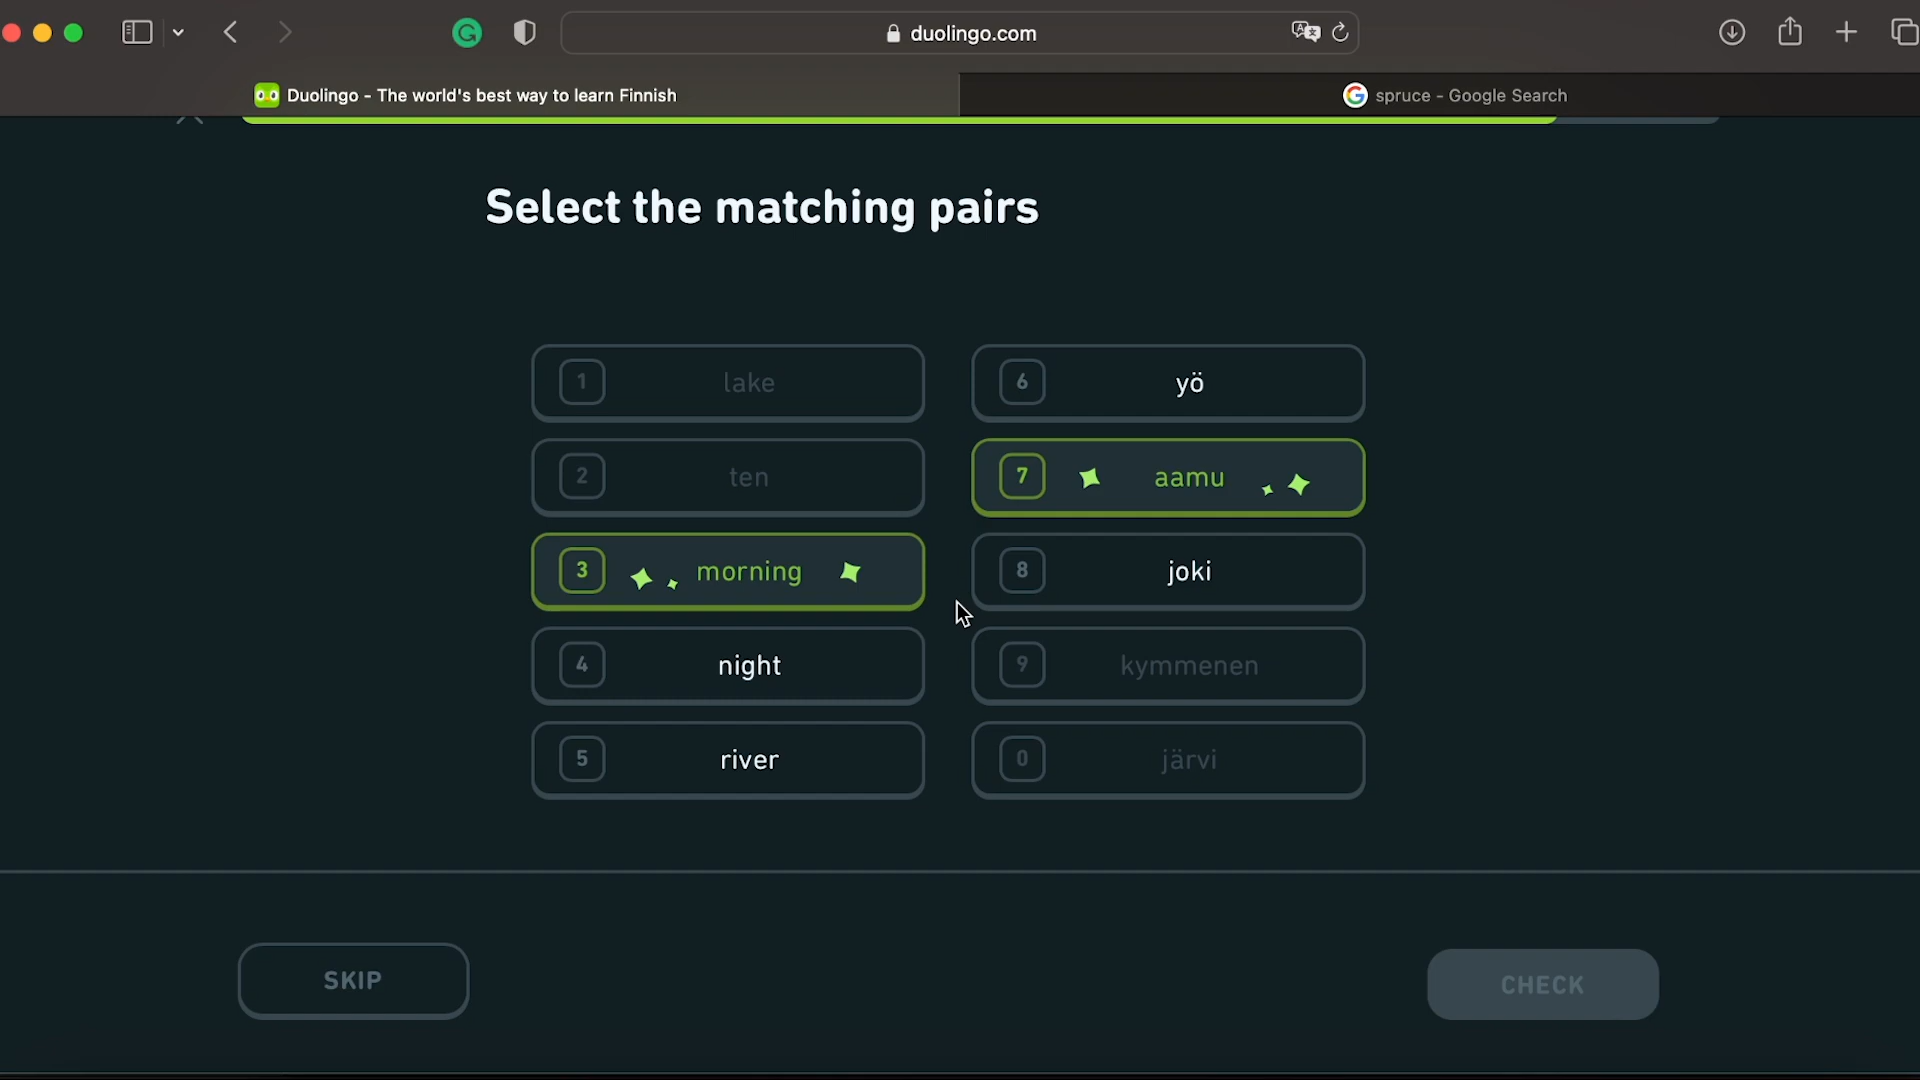 duolingo.com
Duolingo - The world's best way to learn Finnish
spruce - Google Search
Select the matching pairs
1 lake
6 yö
2 ten
7 aamu
3 morning
8 joki
4 night
9 kymmenen
5 river
0 järvi
SKIP
CHECK